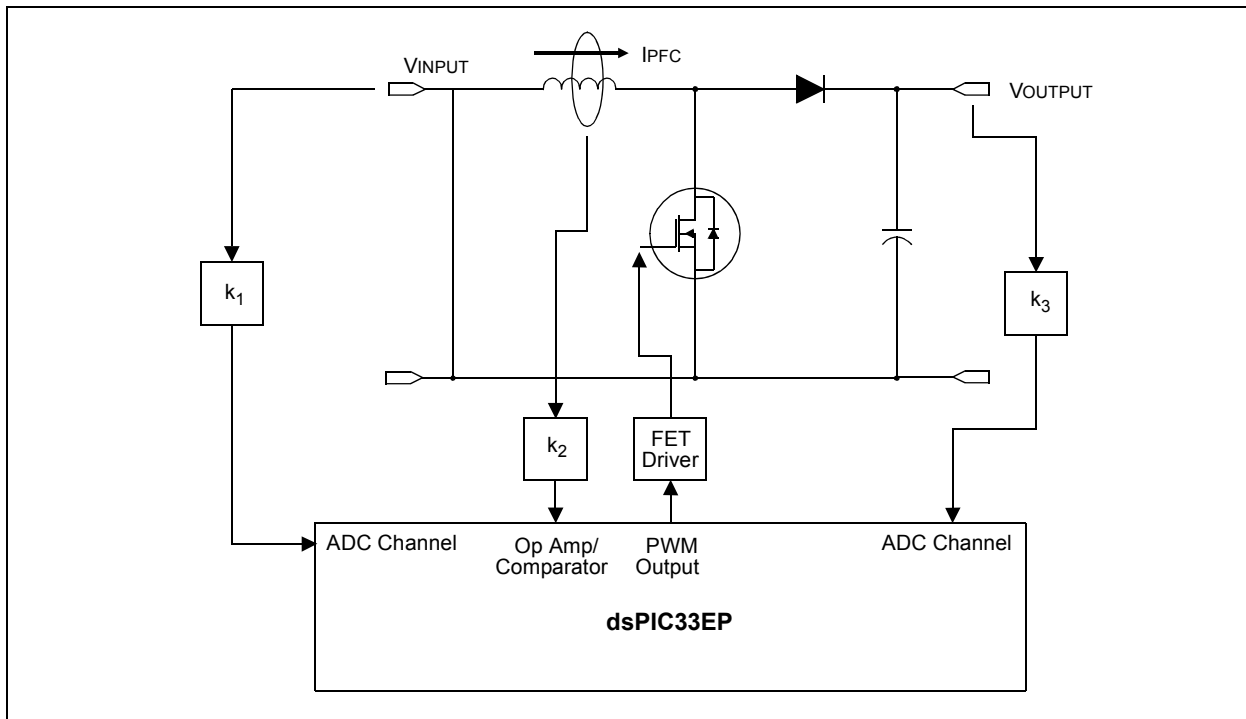 IPFC
VINPUT
VOUTPUT
k1
k3
k2
FET
Driver
ADC Channel
Op Amp/
Comparator
PWM
Output
ADC Channel
dsPIC33EP